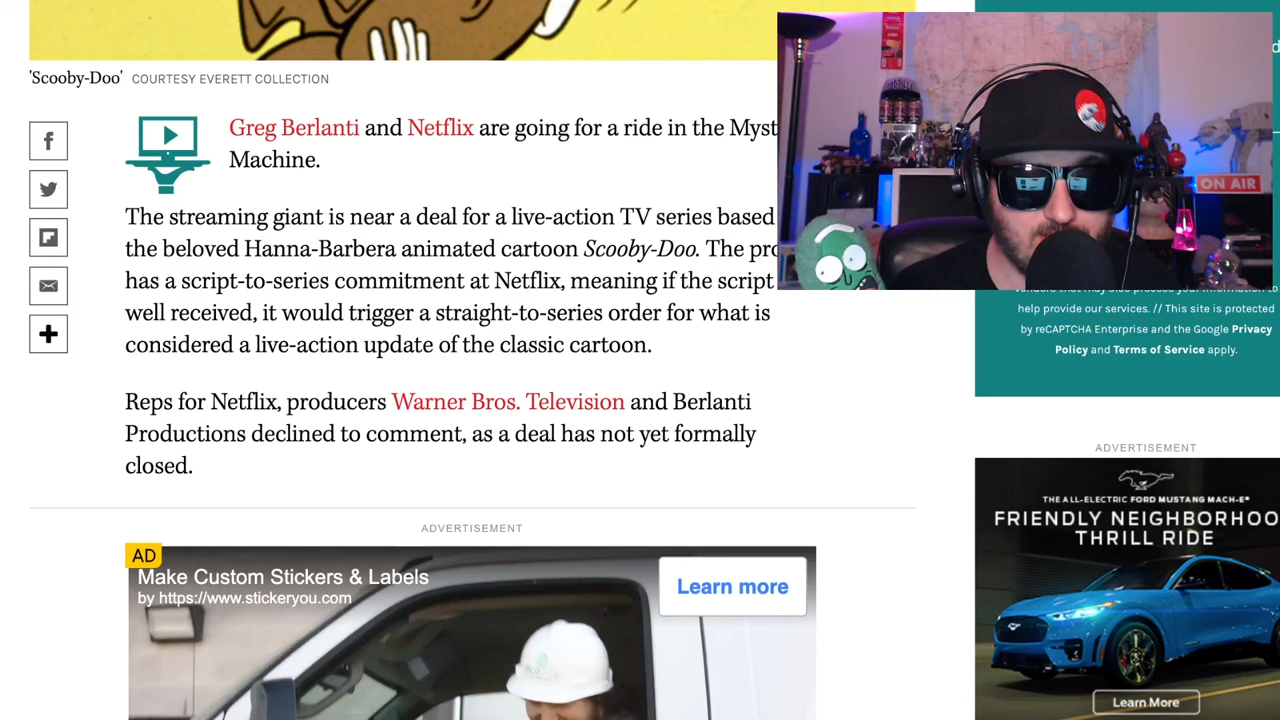 'Scooby-Doo' COURTESY EVERETT COLLECTION
Greg Berlanti and Netflix are going for a ride in the Myst
Machine.
The streaming giant is near a deal for a live-action TV series based
the beloved Hanna-Barbera animated cartoon Scooby-Doo. The pro
has a script-to-series commitment at Netflix, meaning if the script
well received, it would trigger a straight-to-series order for what is
considered a live-action update of the classic cartoon.
Reps for Netflix, producers Warner Bros. Television and Berlanti
Productions declined to comment, as a deal has not yet formally
closed.
ADVERTISEMENT
AD
Make Custom Stickers & Labels
by https://www.stickeryou.com
Learn more
ON AIR
help provide our services. // This site is protected
by reCAPTCHA Enterprise and the Google Privacy
Policy and Terms of Service apply.
ADVERTISEMENT
THE ALL-ELECTRIC FORD MUSTANG MACH-E®
FRIENDLY NEIGHBORHOO
THRILL RIDE
Learn More